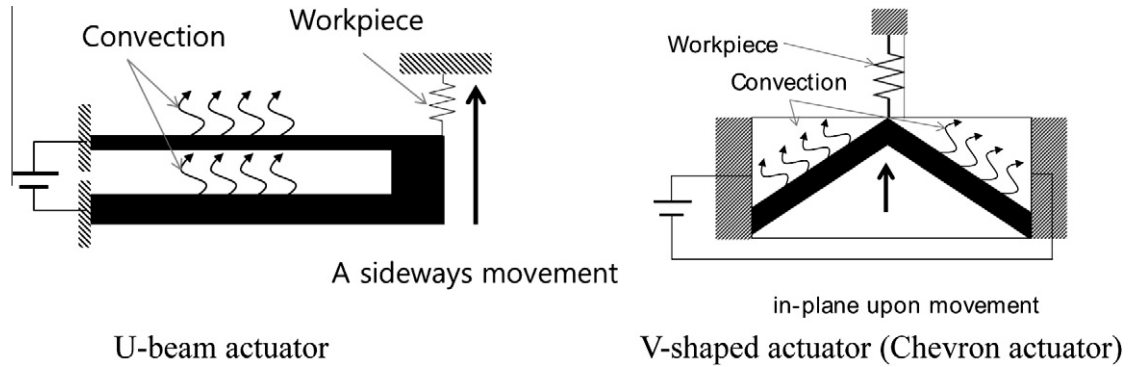 Convection
Workpiece
A sideways movement
U-beam actuator
Workpiece
Convection
in-plane upon movement
V-shaped actuator (Chevron actuator)